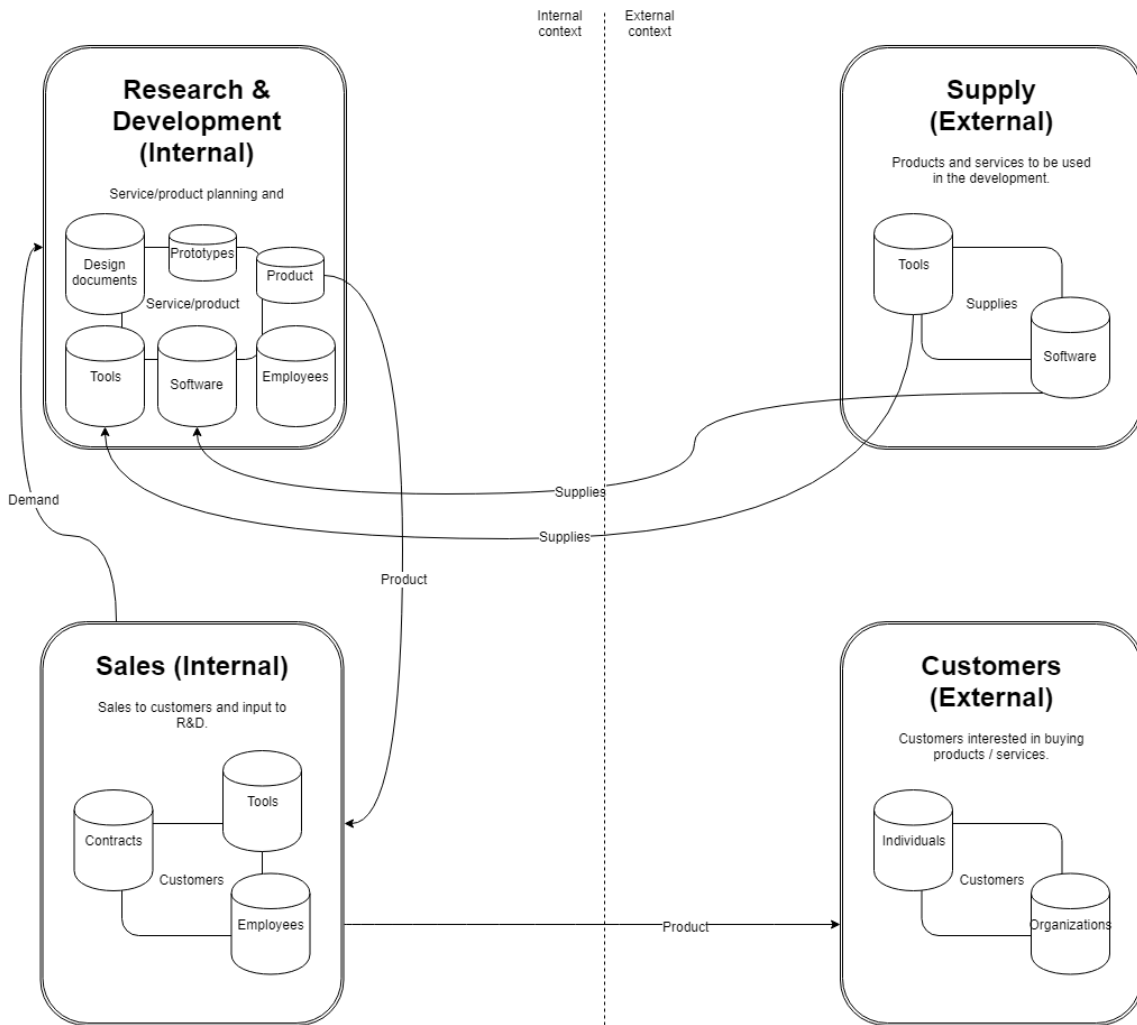 Internal
context
External
context
Research &
Development
(Internal)
Service/product planning and
Design
documents
Prototypes
Product
Service/product
Tools
Software
Employees
Supply
(External)
Products and services to be used
in the development.
Tools
Supplies
Software
Demand
Supplies
Supplies
Product
Sales (Internal)
Sales to customers and input to
R&D.
Tools
Contracts
Customers
Employees
Product
Customers
(External)
Customers interested in buying
products / services.
Individuals
Customers
Organizations